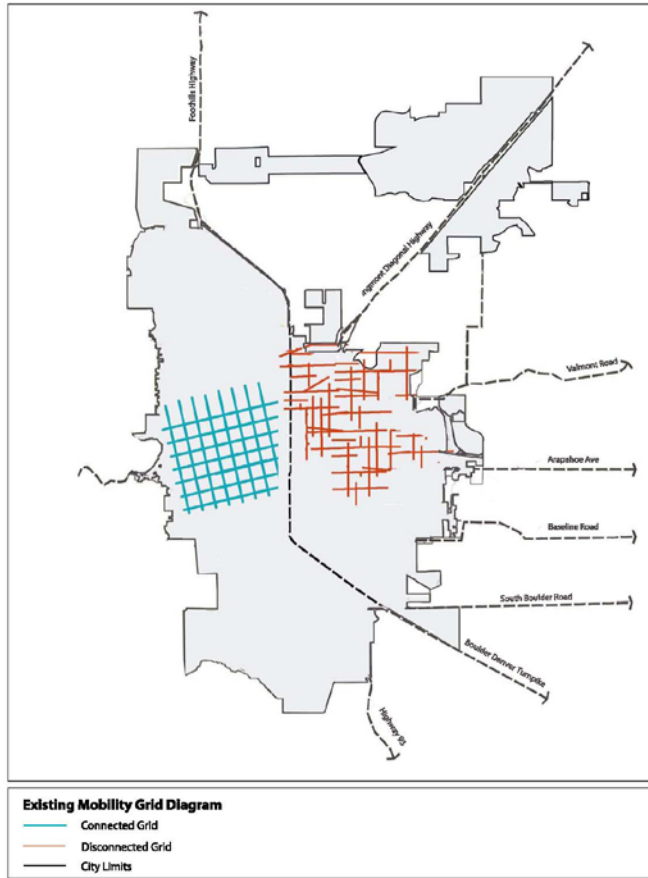 Foothills Highway
ngmont Diagonal Highway
Valmont Road
Arapahoe Ave
Baseline Road
South Boulder Road
Boulder Denver Turnpike
Highway 93
Existing Mobility Grid Diagram
Connected Grid
Disconnected Grid
City Limits